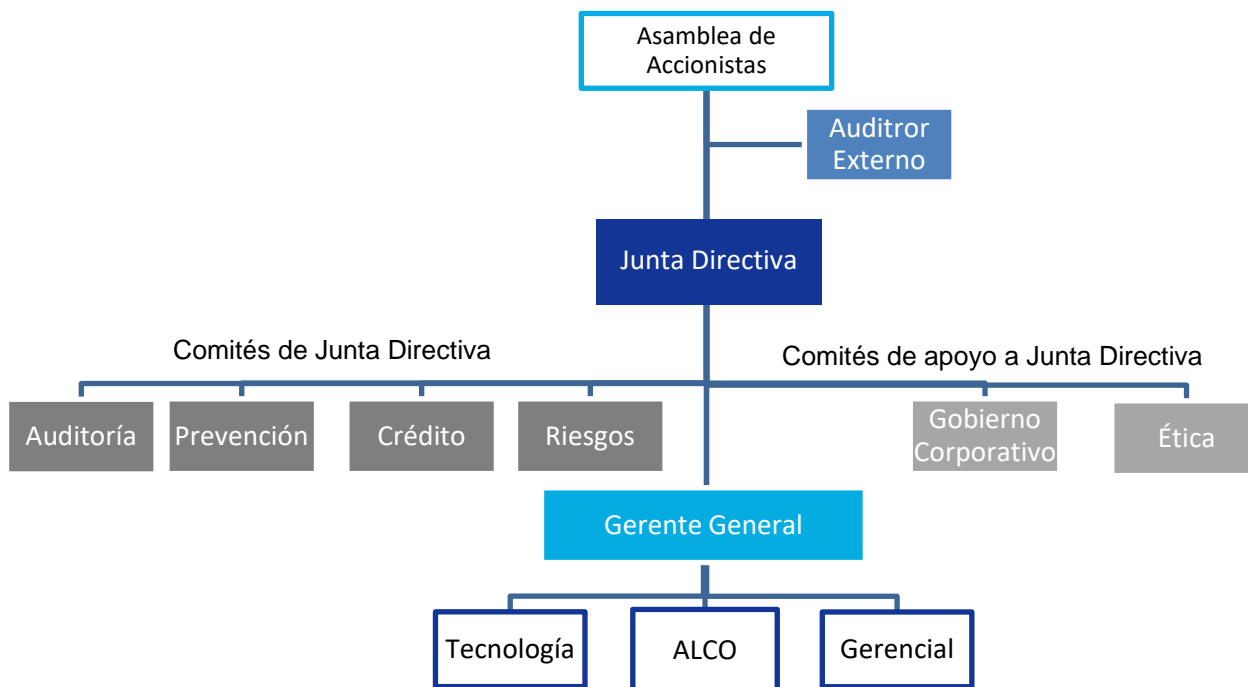 Asamblea de
Accionistas
Auditror
Externo
Junta Directiva
Comités de Junta Directiva
Comités de apoyo a Junta Directiva
Auditoría
Prevención
Crédito
Riesgos
Gobierno
Corporativo
Ética
Gerente General
Tecnología
ALCO
Gerencial